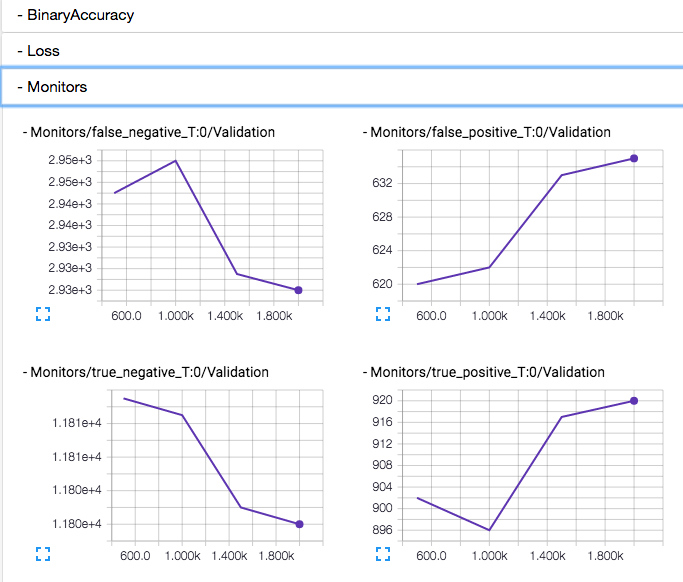 - BinaryAccuracy
- Loss
- Monitors
- Monitors/false_negative_T:0/Validation
2.95e+3
2.95e+3
2.94e+3
2.94e+3
2.93e+3
2.93e+3
2.93e+3
600.0 1.000k 1.400k 1.800k
- Monitors/false_positive_T:0/Validation
632
628
624
620
600.0 1.000k 1.400k 1.800k
- Monitors/true_negative_T:0/Validation
1.181e+4
1.181e+4
1.180e+4
1.180e+4
600.0 1.000k 1.400k 1.800k
- Monitors/true_positive_T:0/Validation
920
916
912
908
904
900
896
600.0 1.000k 1.400k 1.800k